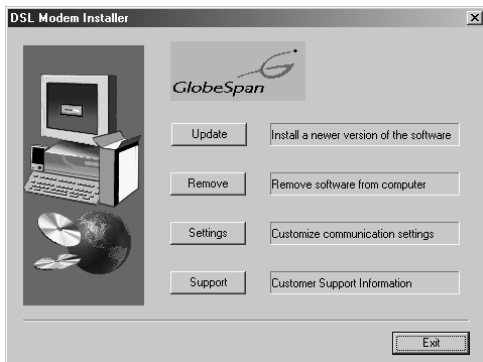 DSL Modem Installer
GlobeSpan
Update
Install a newer version of the software
Remove
Remove software from computer
Settings
Customize communication settings
Support
Customer Support Information
Exit